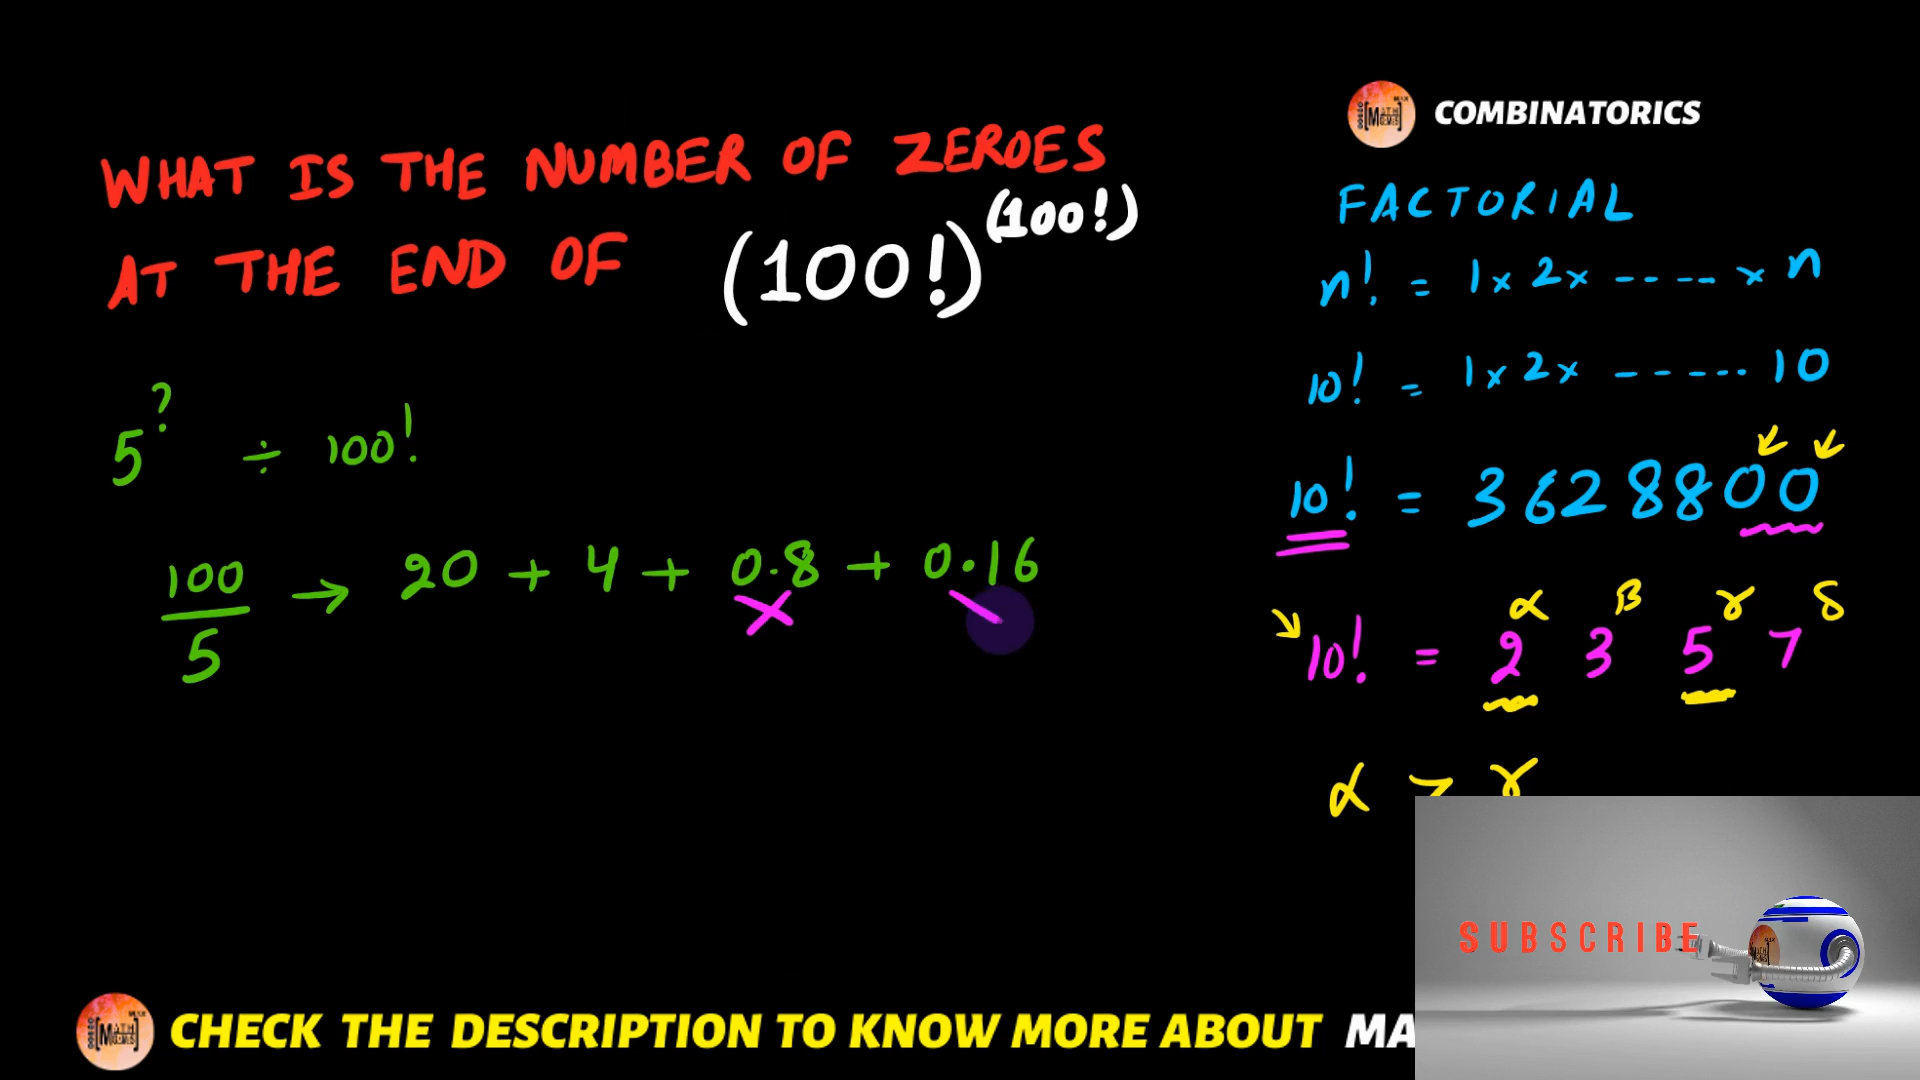 COMBINATORICS
WHAT IS THE NUMBER OF ZEROES
AT THE END OF (100!)^(100!)
5^? ÷ 100!
100/5 → 20 + 4 + 0.8 + 0.16
FACTORIAL
n! = 1 x 2 x ----- x n
10! = 1 x 2 x ------ 10
10! = 3628800
10! = 2^α 3^β 5^γ 7^δ
α > γ
SUBSCRIBE
CHECK THE DESCRIPTION TO KNOW MORE ABOUT MA